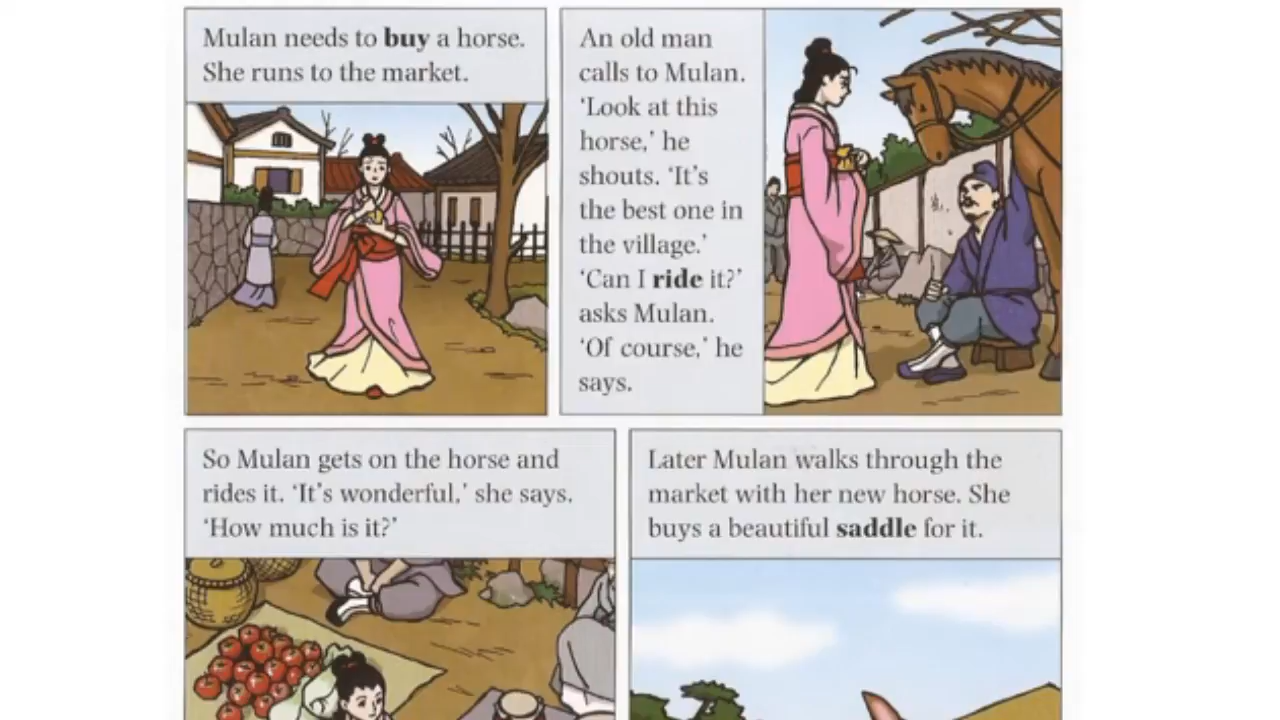 Mulan needs to buy a horse.
She runs to the market.
An old man
calls to Mulan.
‘Look at this
horse,’ he
shouts. ‘It’s
the best one in
the village.’
‘Can I ride it?’
asks Mulan.
‘Of course,’ he
says.
So Mulan gets on the horse and
rides it. ‘It’s wonderful,’ she says.
‘How much is it?’
Later Mulan walks through the
market with her new horse. She
buys a beautiful saddle for it.